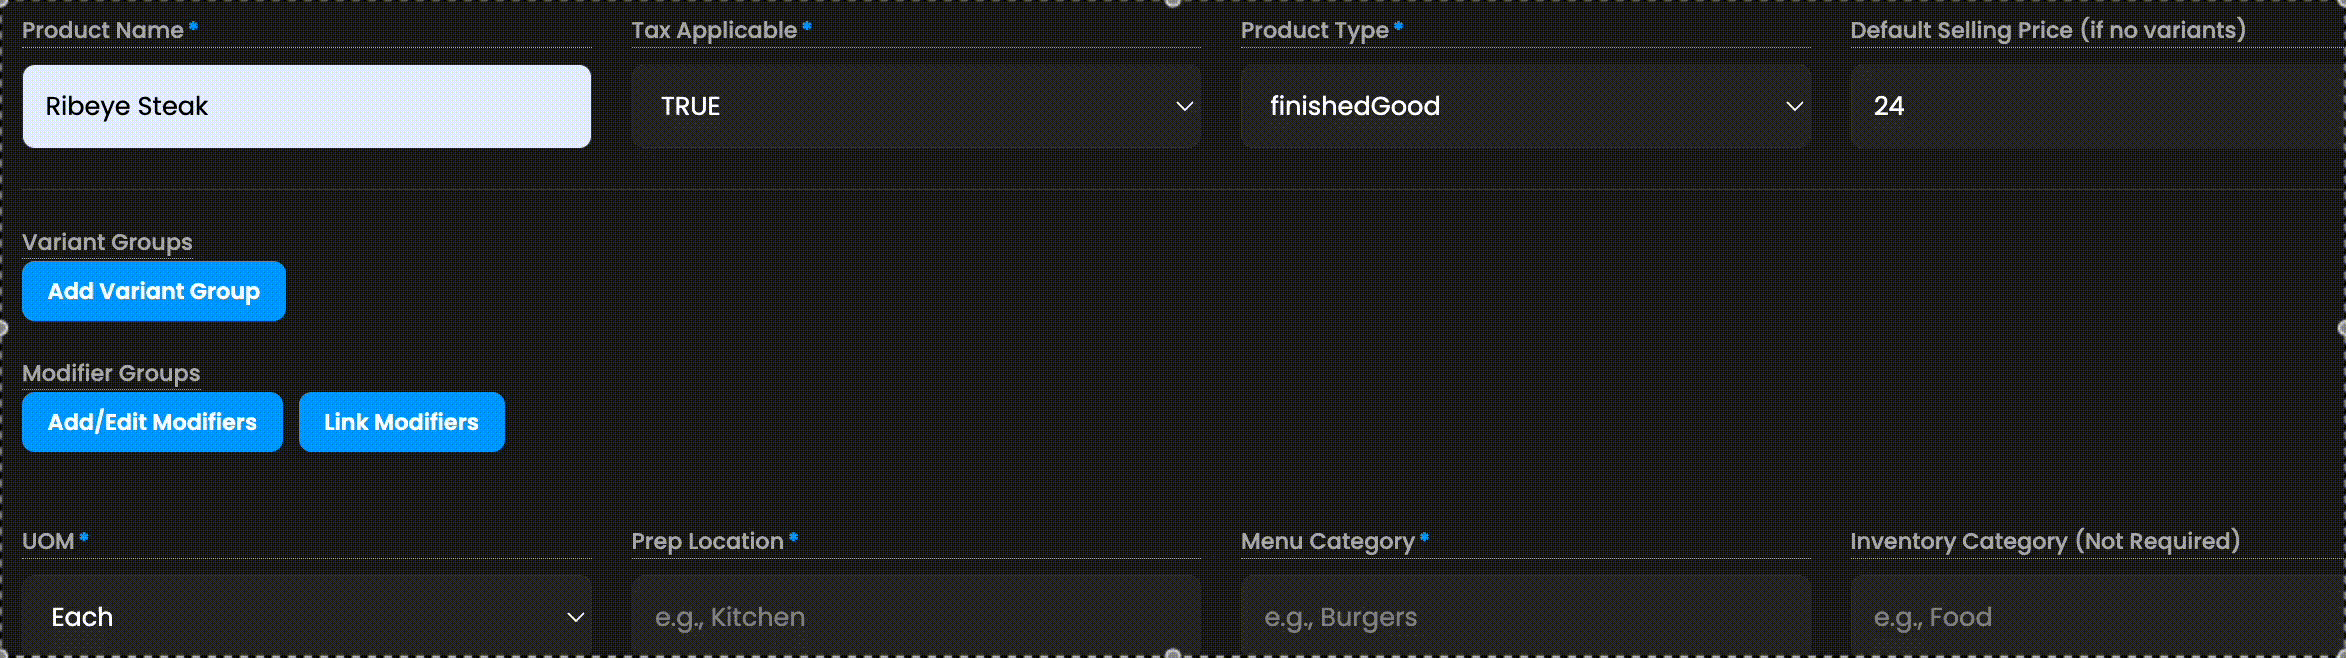 Product Name * Tax Applicable * Product Type * Default Selling Price (if no variants)
Ribeye Steak TRUE finishedGood 24
Variant Groups
Add Variant Group
Modifier Groups
Add/Edit Modifiers Link Modifiers
UOM * Prep Location * Menu Category * Inventory Category (Not Required)
Each e.g., Kitchen e.g., Burgers e.g., Food